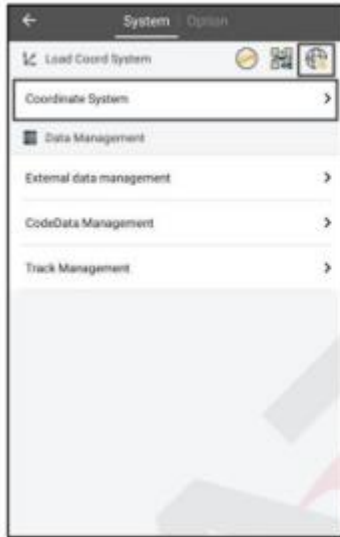 System Option
Load Coord System
Coordinate System
Data Management
External data management
CodeData Management
Track Management